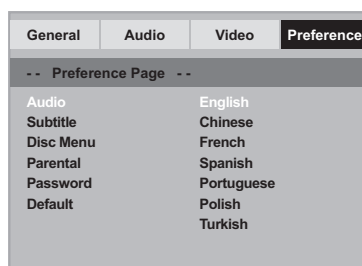 General Audio Video Preference
- - Preference Page - -
Audio English
Subtitle Chinese
Disc Menu French
Parental Spanish
Password Portuguese
Default Polish
Turkish